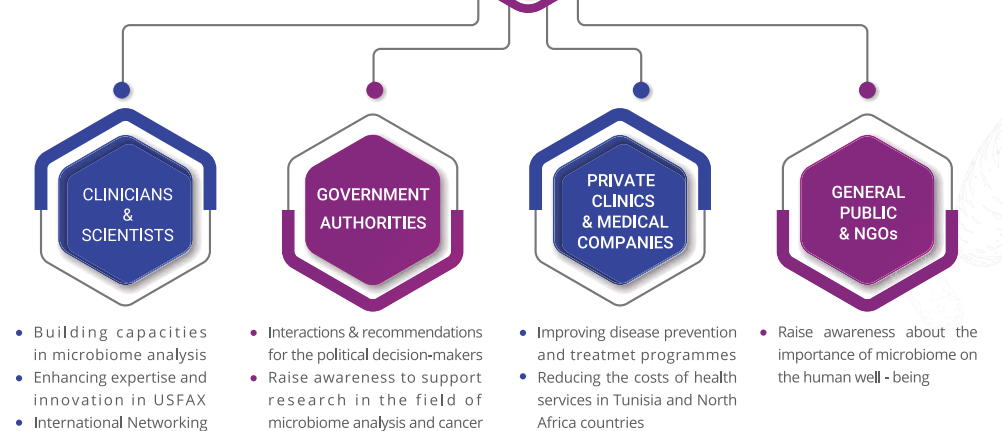 CLINICIANS
&
SCIENTISTS
• Building capacities
in microbiome analysis
• Enhancing expertise and
innovation in USFAX
• International Networking
GOVERNMENT
AUTHORITIES
• Interactions & recommendations
for the political decision-makers
• Raise awareness to support
research in the field of
microbiome analysis and cancer
PRIVATE
CLINICS
& MEDICAL
COMPANIES
• Improving disease prevention
and treatmet programmes
• Reducing the costs of health
services in Tunisia and North
Africa countries
GENERAL
PUBLIC
& NGOs
• Raise awareness about the
importance of microbiome on
the human well - being